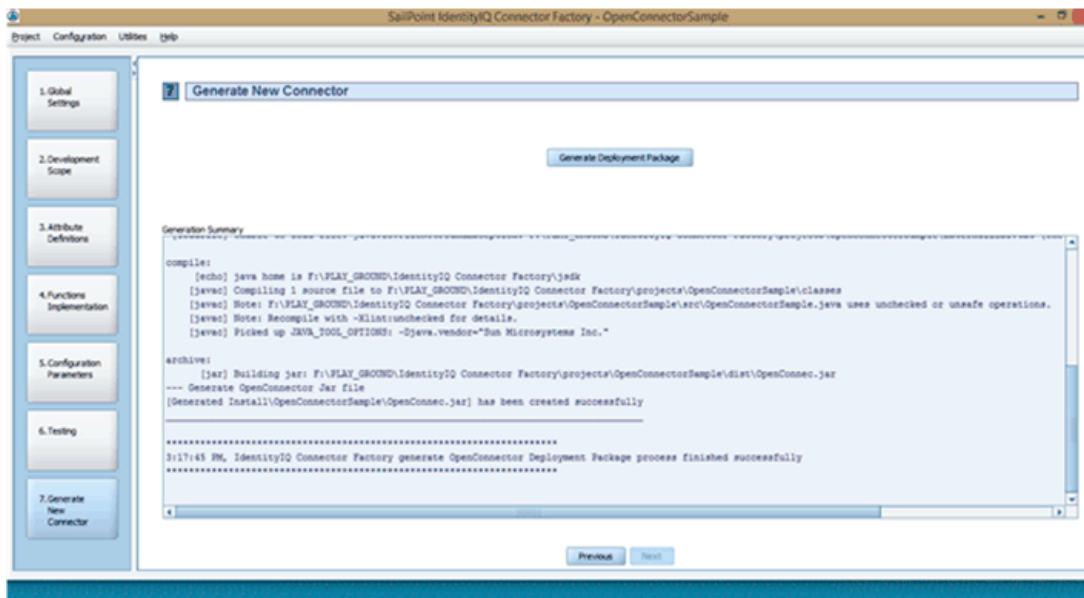 SailPoint IdentityIQ Connector Factory - OpenConnectorSample
Project Configuration Utilities Help
1. Global Settings
2. Development Scope
3. Attribute Definitions
4. Functions Implementation
5. Configuration Parameters
6. Testing
7. Generate New Connector
7 Generate New Connector
Generate Deployment Package
Generation Summary
compile:
[echo] java home is F:\PLAY_GROUND\IdentityIQ Connector Factory\jsdk
[javac] Compiling 1 source file to F:\PLAY_GROUND\IdentityIQ Connector Factory\projects\OpenConnectorSample\classes
[javac] Note: F:\PLAY_GROUND\IdentityIQ Connector Factory\projects\OpenConnectorSample\src\OpenConnectorSample.java uses unchecked or unsafe operations.
[javac] Note: Recompile with -Xlint:unchecked for details.
[javac] Picked up JAVA_TOOL_OPTIONS: -Djava.vendor="Sun Microsystems Inc."
archive:
[jar] Building jar: F:\PLAY_GROUND\IdentityIQ Connector Factory\projects\OpenConnectorSample\dist\OpenConnec.jar
--- Generate OpenConnector Jar file
[Generated Install\OpenConnectorSample\OpenConnec.jar] has been created successfully
**********************************************************************
3:17:45 PM, IdentityIQ Connector Factory generate OpenConnector Deployment Package process finished successfully
**********************************************************************
Previous Next